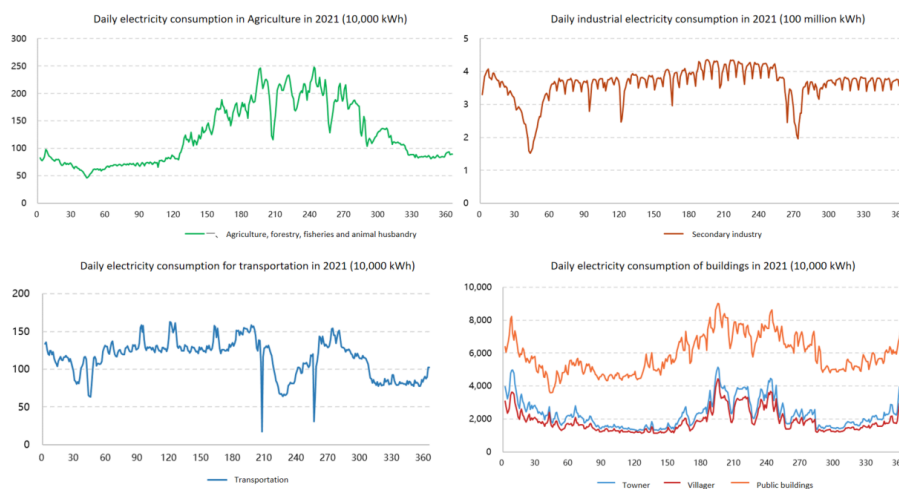 Daily electricity consumption in Agriculture in 2021 (10,000 kWh)
300
250
200
150
100
50
0
0 30 60 90 120 150 180 210 240 270 300 330 360
Agriculture, forestry, fisheries and animal husbandry
Daily industrial electricity consumption in 2021 (100 million kWh)
5
4
3
2
1
0
0 30 60 90 120 150 180 210 240 270 300 330 360
Secondary industry
Daily electricity consumption for transportation in 2021 (10,000 kWh)
200
150
100
50
0
0 30 60 90 120 150 180 210 240 270 300 330 360
Transportation
Daily electricity consumption of buildings in 2021 (10,000 kWh)
10,000
8,000
6,000
4,000
2,000
0
0 30 60 90 120 150 180 210 240 270 300 330 360
Towner Villager Public buildings